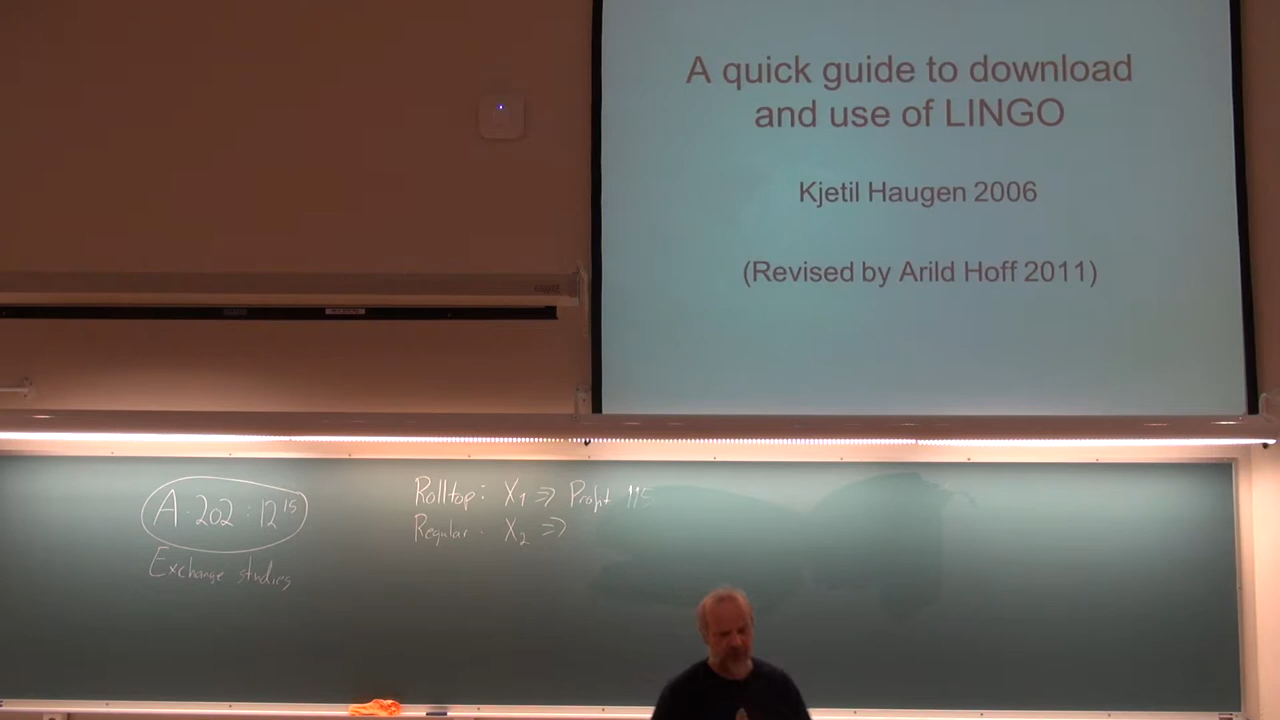 A quick guide to download
and use of LINGO
Kjetil Haugen 2006
(Revised by Arild Hoff 2011)
A.202 : 12 15
Exchange studies
Rolltop: X1 => Profit 115
Regular: X2 =>